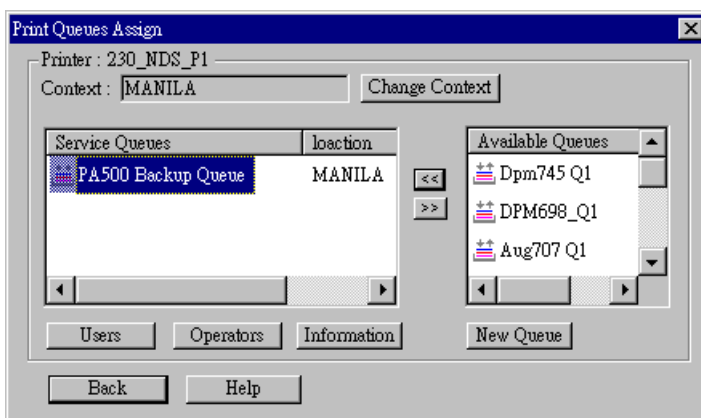 Print Queues Assign
Printer : 230_NDS_P1
Context : MANILA Change Context
Service Queues loaction Available Queues
PA500 Backup Queue MANILA << Dpm745 Q1
>> DPM698_Q1
Aug707 Q1
Users Operators Information New Queue
Back Help